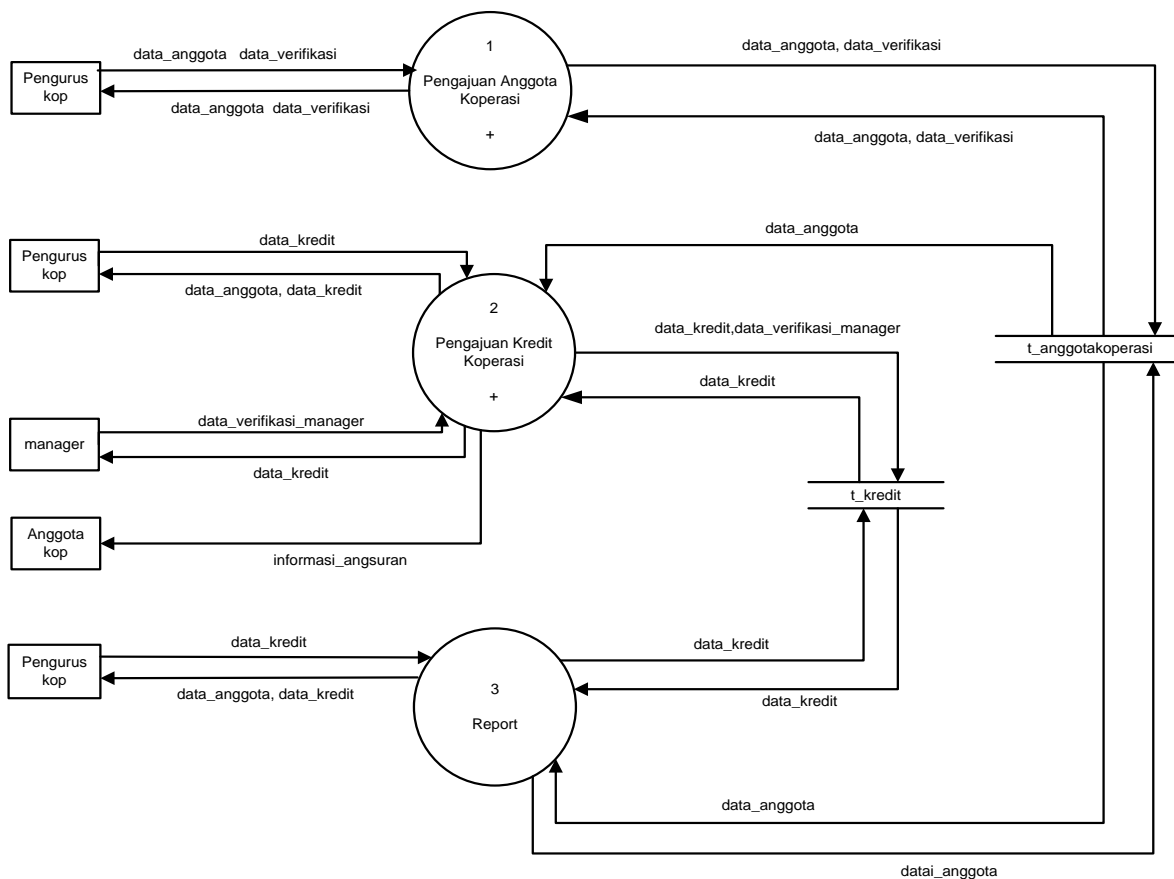 1
Pengajuan Anggota
Koperasi
+
data_anggota data_verifikasi
data_anggota data_verifikasi
Pengurus
kop
data_anggota, data_verifikasi
data_anggota, data_verifikasi
Pengurus
kop
data_kredit
data_anggota, data_kredit
2
Pengajuan Kredit
Koperasi
+
data_anggota
data_kredit,data_verifikasi_manager
data_kredit
t_anggotakoperasi
manager
data_verifikasi_manager
data_kredit
t_kredit
Anggota
kop
informasi_angsuran
Pengurus
kop
data_kredit
data_anggota, data_kredit
3
Report
data_kredit
data_kredit
data_anggota
datai_anggota